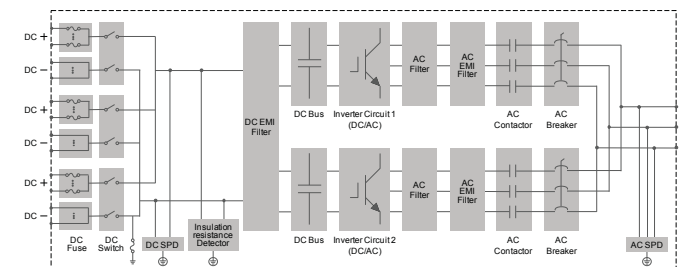 DC +
DC −
DC +
DC −
DC +
DC −
DC
Fuse
DC
Switch
DC SPD
Insulation
resistance
Detector
DC EMI
Filter
DC Bus
Inverter Circuit 1
(DC/AC)
AC
Filter
AC
EMI
Filter
AC
Contactor
AC
Breaker
DC Bus
Inverter Circuit 2
(DC/AC)
AC
Filter
AC
EMI
Filter
AC
Contactor
AC
Breaker
AC SPD